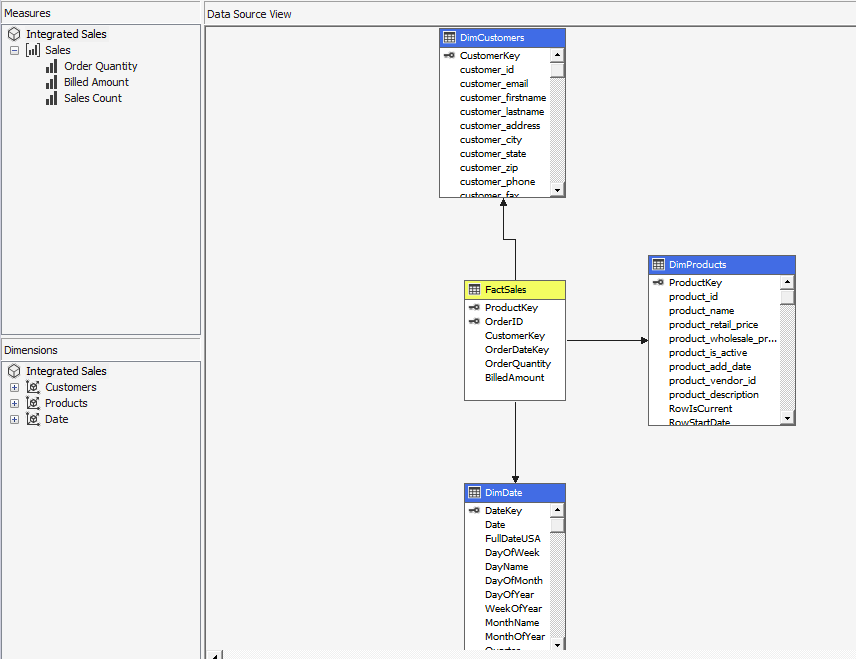 Measures
Integrated Sales
Sales
Order Quantity
Billed Amount
Sales Count
Dimensions
Integrated Sales
Customers
Products
Date
Data Source View
DimCustomers
CustomerKey
customer_id
customer_email
customer_firstname
customer_lastname
customer_address
customer_city
customer_state
customer_zip
customer_phone
customer_fax
FactSales
ProductKey
OrderID
CustomerKey
OrderDateKey
OrderQuantity
BilledAmount
DimProducts
ProductKey
product_id
product_name
product_retail_price
product_wholesale_pr...
product_is_active
product_add_date
product_vendor_id
product_description
RowIsCurrent
RowStartDate
DimDate
DateKey
Date
FullDateUSA
DayOfWeek
DayName
DayOfMonth
DayOfYear
WeekOfYear
MonthName
MonthOfYear
Quarter